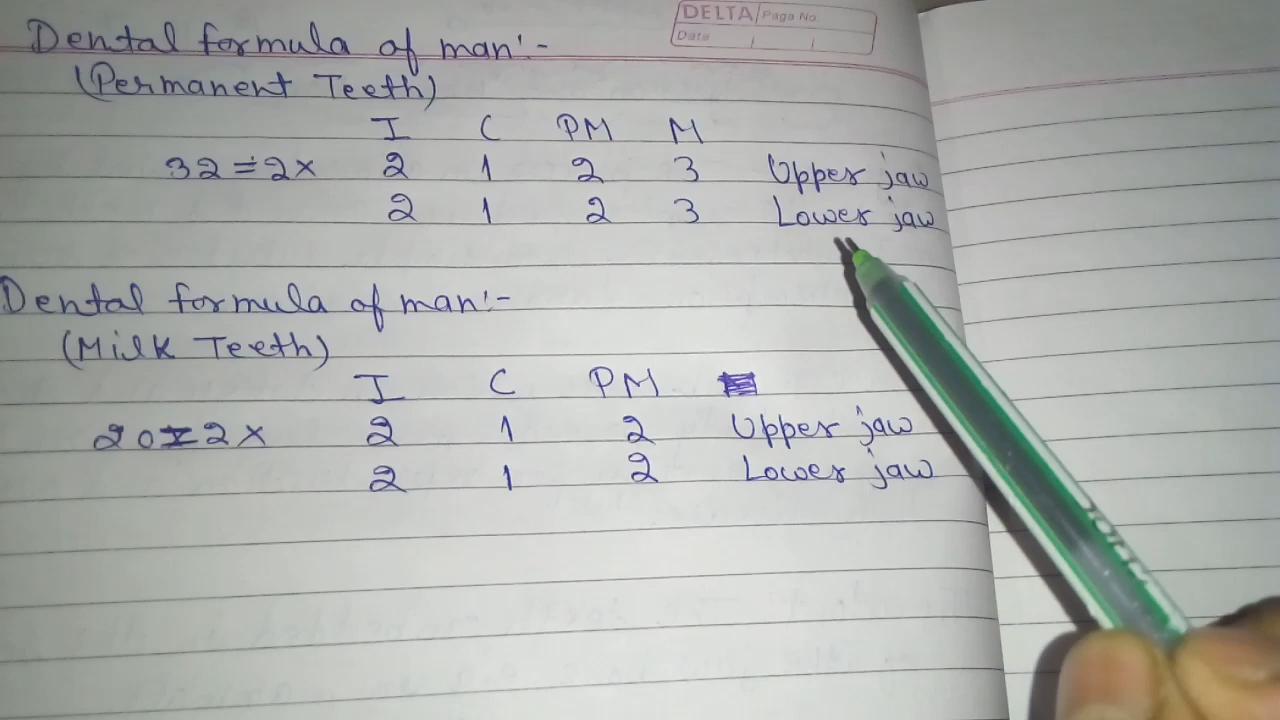 DELTA Page No.
Date / /
Dental formula of man:-
(Permanent Teeth)
I C PM M
32 = 2 x 2 1 2 3 Upper jaw
2 1 2 3 Lower jaw
Dental formula of man:-
(Milk Teeth)
I C PM
20 = 2 x 2 1 2 Upper jaw
2 1 2 Lower jaw